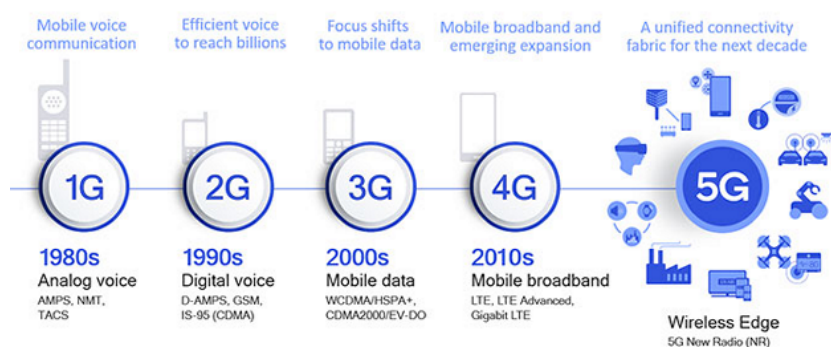 Mobile voice
communication
Efficient voice
to reach billions
Focus shifts
to mobile data
Mobile broadband and
emerging expansion
A unified connectivity
fabric for the next decade
1G
2G
3G
4G
5G
1980s
Analog voice
AMPS, NMT,
TACS
1990s
Digital voice
D-AMPS, GSM,
IS-95 (CDMA)
2000s
Mobile data
WCDMA/HSPA+,
CDMA2000/EV-DO
2010s
Mobile broadband
LTE, LTE Advanced,
Gigabit LTE
Wireless Edge
5G New Radio (NR)